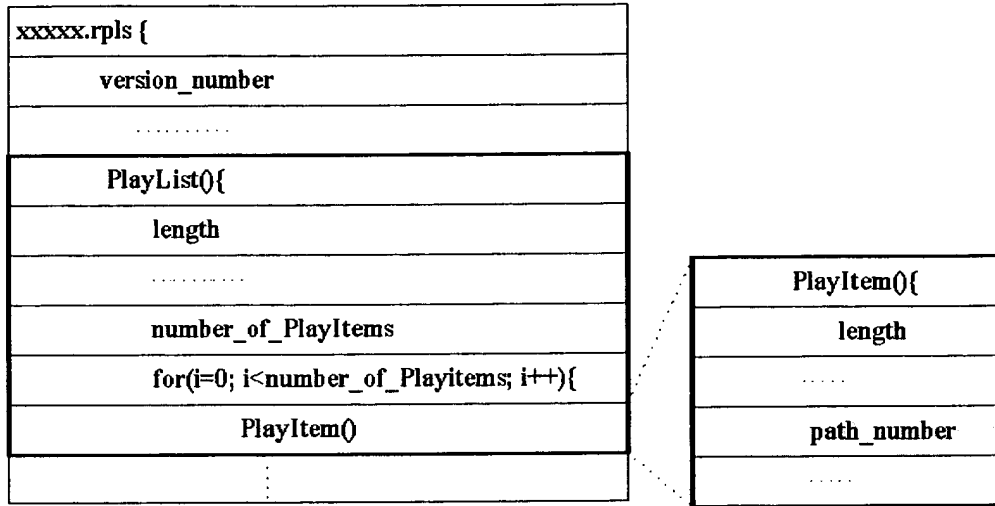 xxxxx.rpls {
version_number
..........
PlayList(){
length
..........
number_of_PlayItems
for(i=0; i<number_of_Playitems; i++){
PlayItem()
PlayItem(){
length
.....
path_number
.....